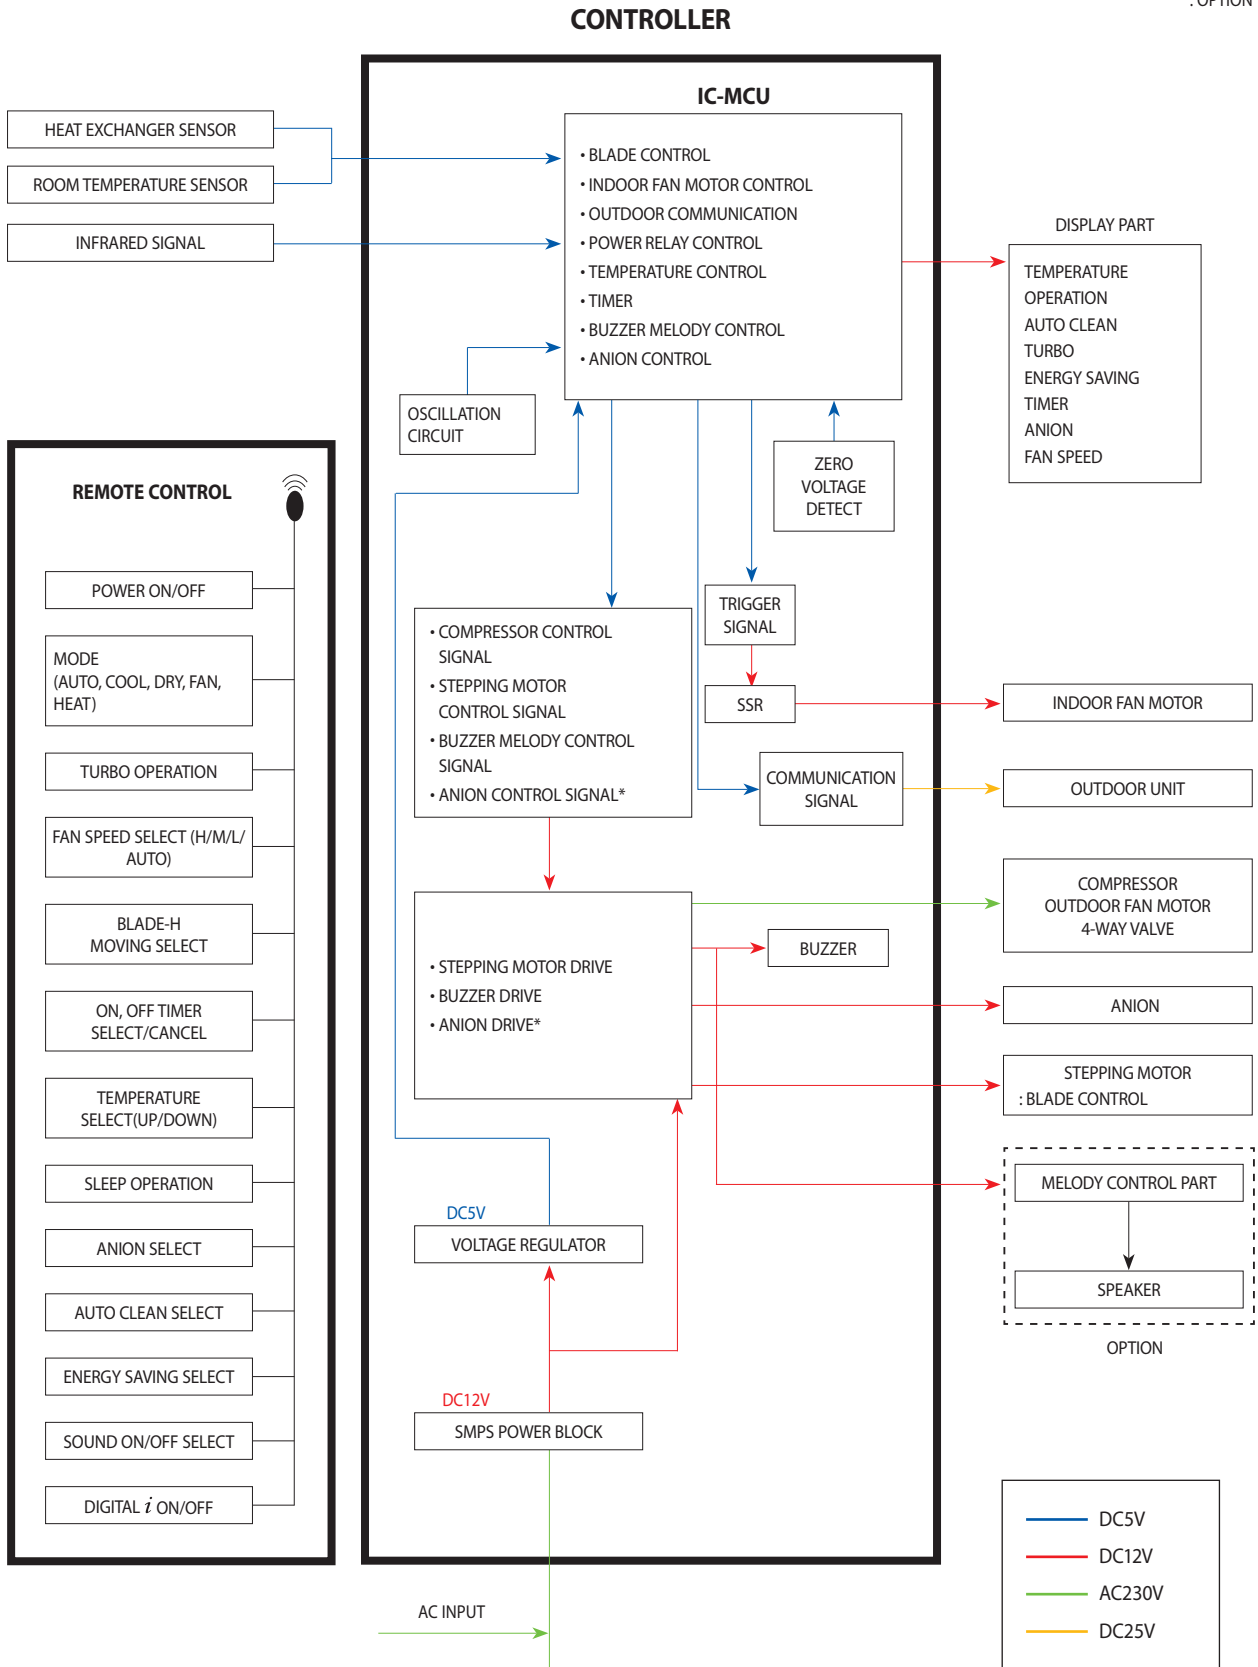 : OPTION
CONTROLLER
IC-MCU
HEAT EXCHANGER SENSOR
ROOM TEMPERATURE SENSOR
INFRARED SIGNAL
• BLADE CONTROL
• INDOOR FAN MOTOR CONTROL
• OUTDOOR COMMUNICATION
• POWER RELAY CONTROL
• TEMPERATURE CONTROL
• TIMER
• BUZZER MELODY CONTROL
• ANION CONTROL
DISPLAY PART
TEMPERATURE
OPERATION
AUTO CLEAN
TURBO
ENERGY SAVING
TIMER
ANION
FAN SPEED
OSCILLATION
CIRCUIT
ZERO
VOLTAGE
DETECT
REMOTE CONTROL
POWER ON/OFF
MODE
(AUTO, COOL, DRY, FAN,
HEAT)
TURBO OPERATION
FAN SPEED SELECT (H/M/L/
AUTO)
BLADE-H
MOVING SELECT
ON, OFF TIMER
SELECT/CANCEL
TEMPERATURE
SELECT(UP/DOWN)
SLEEP OPERATION
ANION SELECT
AUTO CLEAN SELECT
ENERGY SAVING SELECT
SOUND ON/OFF SELECT
DIGITAL i ON/OFF
• COMPRESSOR CONTROL
SIGNAL
• STEPPING MOTOR
CONTROL SIGNAL
• BUZZER MELODY CONTROL
SIGNAL
• ANION CONTROL SIGNAL*
TRIGGER
SIGNAL
SSR
COMMUNICATION
SIGNAL
INDOOR FAN MOTOR
OUTDOOR UNIT
COMPRESSOR
OUTDOOR FAN MOTOR
4-WAY VALVE
• STEPPING MOTOR DRIVE
• BUZZER DRIVE
• ANION DRIVE*
BUZZER
ANION
STEPPING MOTOR
: BLADE CONTROL
MELODY CONTROL PART
SPEAKER
OPTION
DC5V
VOLTAGE REGULATOR
DC12V
SMPS POWER BLOCK
AC INPUT
DC5V
DC12V
AC230V
DC25V